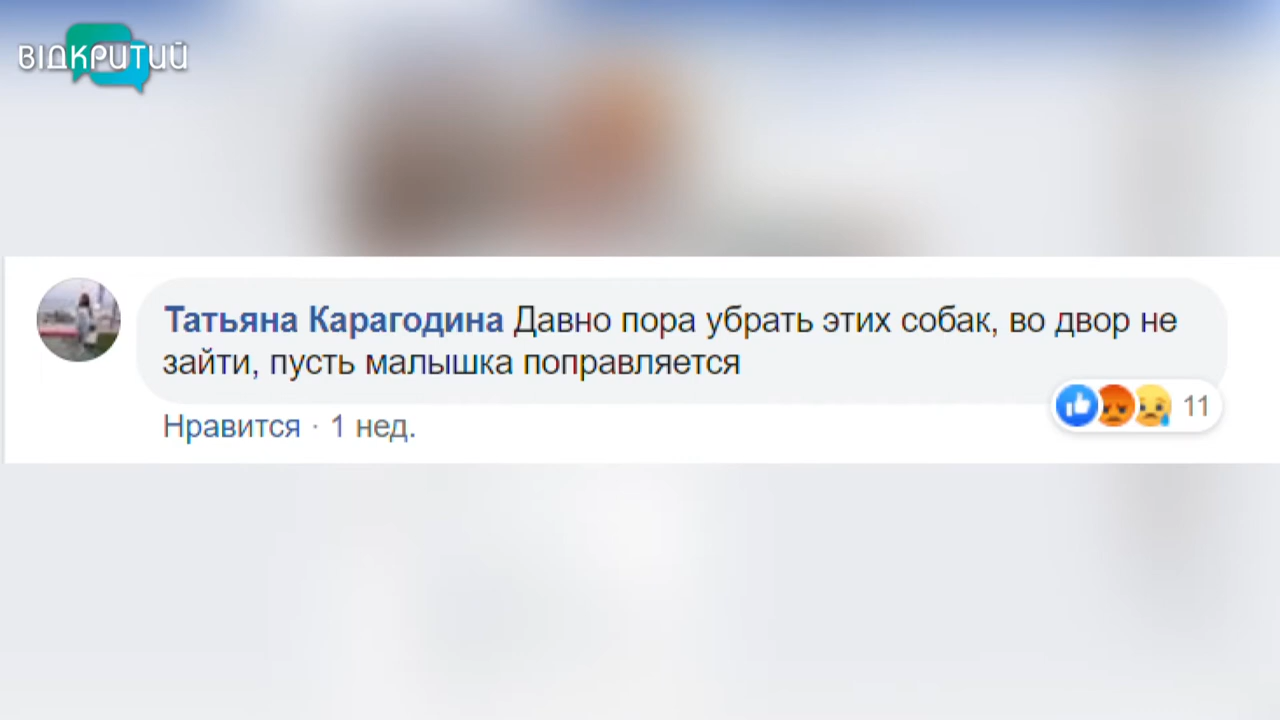 ВІДКРИТИЙ
Татьяна Карагодина Давно пора убрать этих собак, во двор не
зайти, пусть малышка поправляется
Нравится · 1 нед.
11